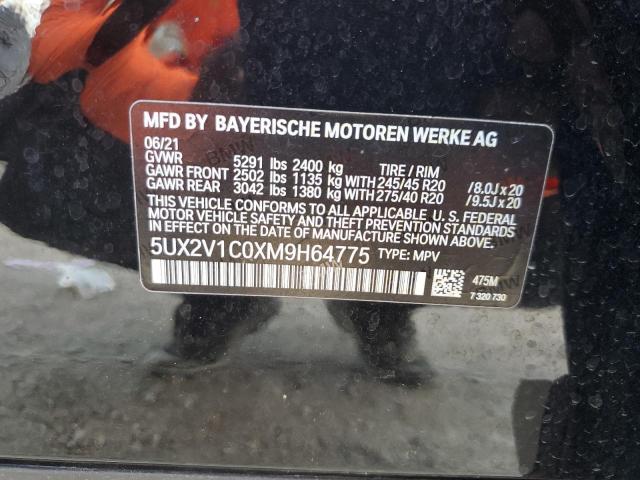 MFD BY BAYERISCHE MOTOREN WERKE AG
06/21
GVWR 5291 lbs 2400 kg TIRE / RIM
GAWR FRONT 2502 lbs 1135 kg WITH 245/45 R20 /8.0J x 20
GAWR REAR 3042 lbs 1380 kg WITH 275/40 R20 /9.5J x 20
THIS VEHICLE CONFORMS TO ALL APPLICABLE U. S. FEDERAL
MOTOR VEHICLE SAFETY AND THEFT PREVENTION STANDARDS
IN EFFECT ON THE DATE OF MANUFACTURE SHOWN ABOVE.
5UX2V1C0XM9H64775 TYPE: MPV
475M
7 320 730